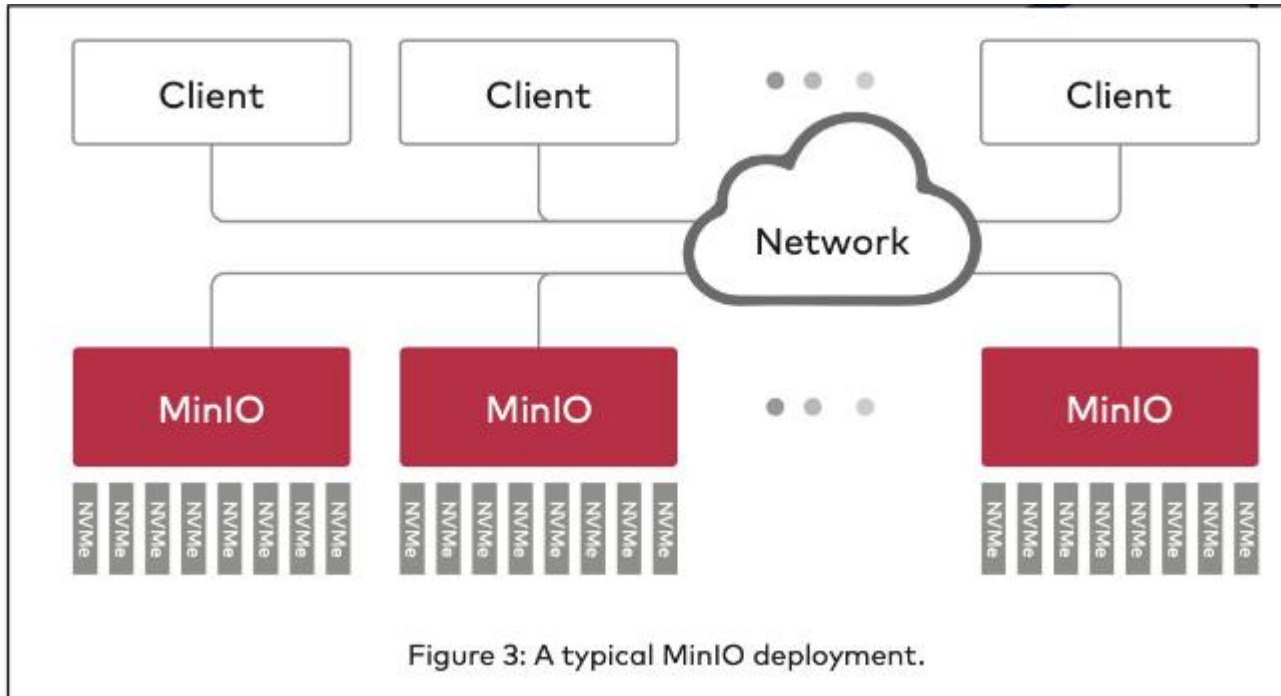 Client Client Client
Network
MinIO MinIO MinIO
NVMe NVMe NVMe NVMe NVMe NVMe NVMe NVMe NVMe NVMe NVMe NVMe NVMe NVMe NVMe NVMe NVMe NVMe NVMe NVMe NVMe NVMe NVMe NVMe
Figure 3: A typical MinIO deployment.